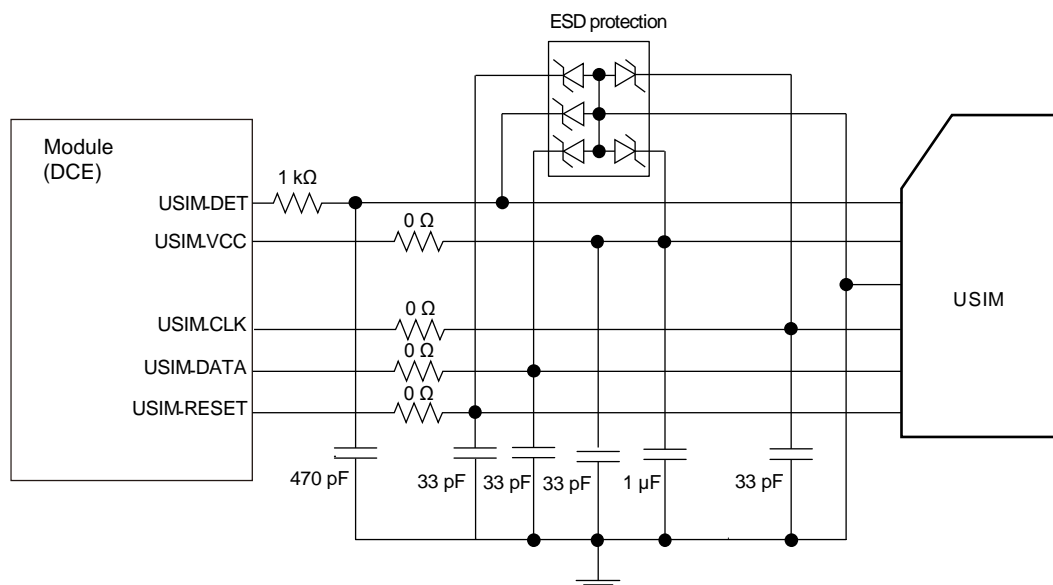 ESD protection
Module
(DCE)
1 kΩ
USIM-DET
0 Ω
USIM-VCC
USIM
0 Ω
USIM-CLK
0 Ω
USIM-DATA
0 Ω
USIM-RESET
470 pF
33 pF
33 pF
33 pF
1 µF
33 pF